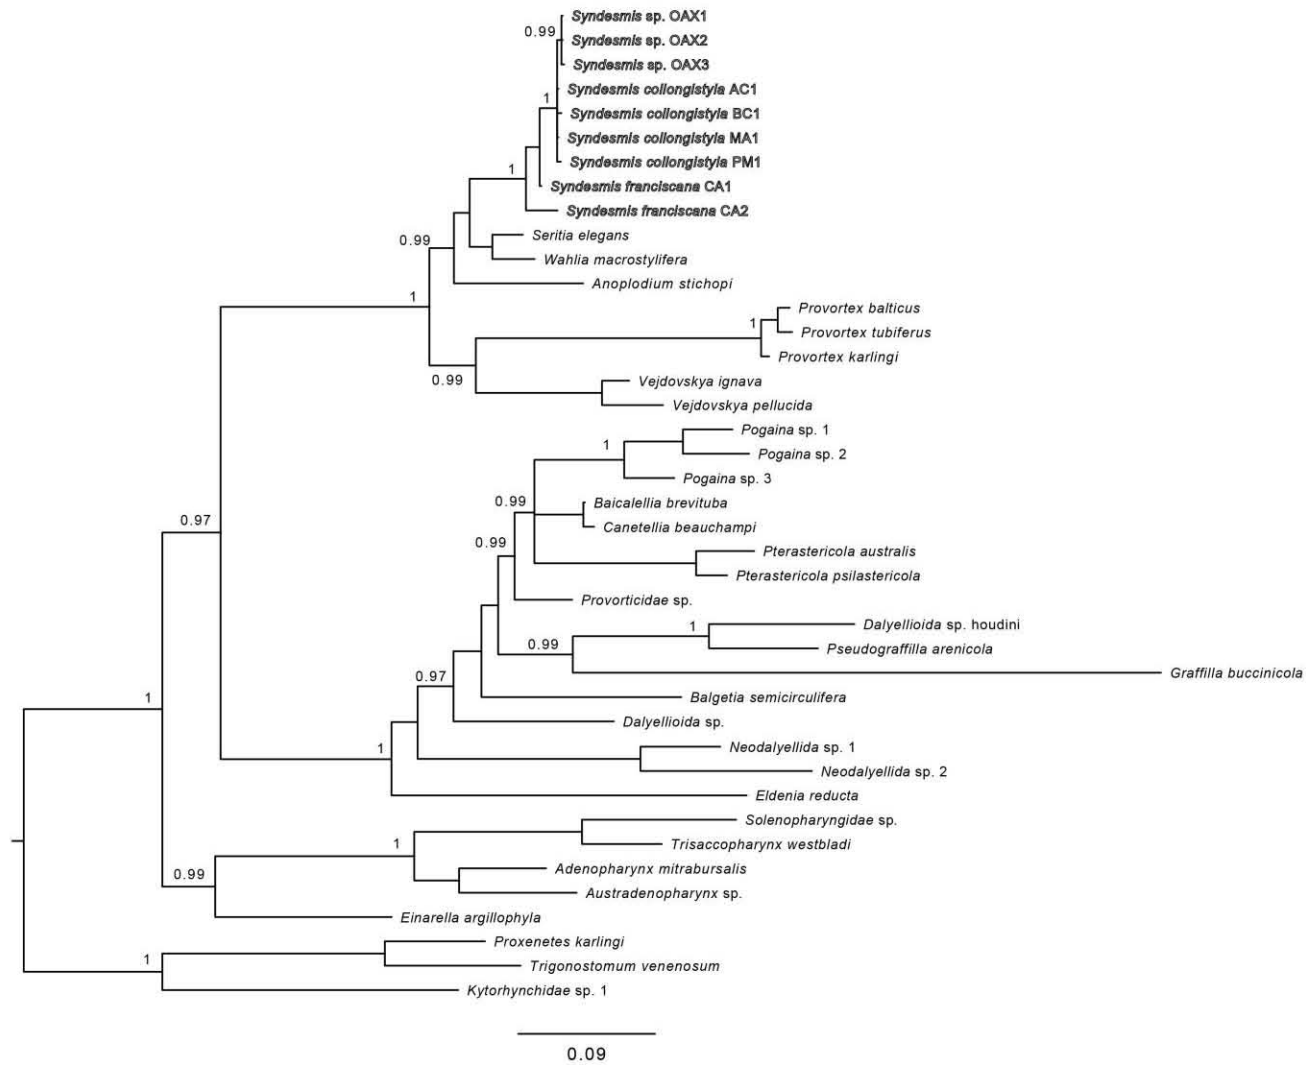 Syndesmis sp. OAX1
0.99
Syndesmis sp. OAX2
Syndesmis sp. OAX3
Syndesmis collongistyla AC1
1
Syndesmis collongistyla BC1
Syndesmis collongistyla MA1
Syndesmis collongistyla PM1
1
Syndesmis franciscana CA1
Syndesmis franciscana CA2
Seritia elegans
0.99
Wahlia macrostylifera
Anoplodium stichopi
1
Provortex balticus
1
Provortex tubiferus
Provortex karlingi
0.99
Vejdovskya ignava
Vejdovskya pellucida
Pogaina sp. 1
1
Pogaina sp. 2
Pogaina sp. 3
0.99
Baicalellia brevituba
0.97
Canetellia beauchampi
0.99
Pterastericola australis
Pterastericola psilastericola
Provorticidae sp.
Dalyellioida sp. houdini
1
0.99
Pseudograffilla arenicola
Graffilla buccinicola
0.97
1
Balgetia semicirculifera
Dalyellioida sp.
1
Neodalyellida sp. 1
Neodalyellida sp. 2
Eldenia reducta
Solenopharyngidae sp.
1
Trisaccopharynx westbladi
0.99
Adenopharynx mitrabursalis
Austradenopharynx sp.
Einarella argillophyla
Proxenetes karlingi
1
Trigonostomum venenosum
Kytorhynchidae sp. 1
0.09